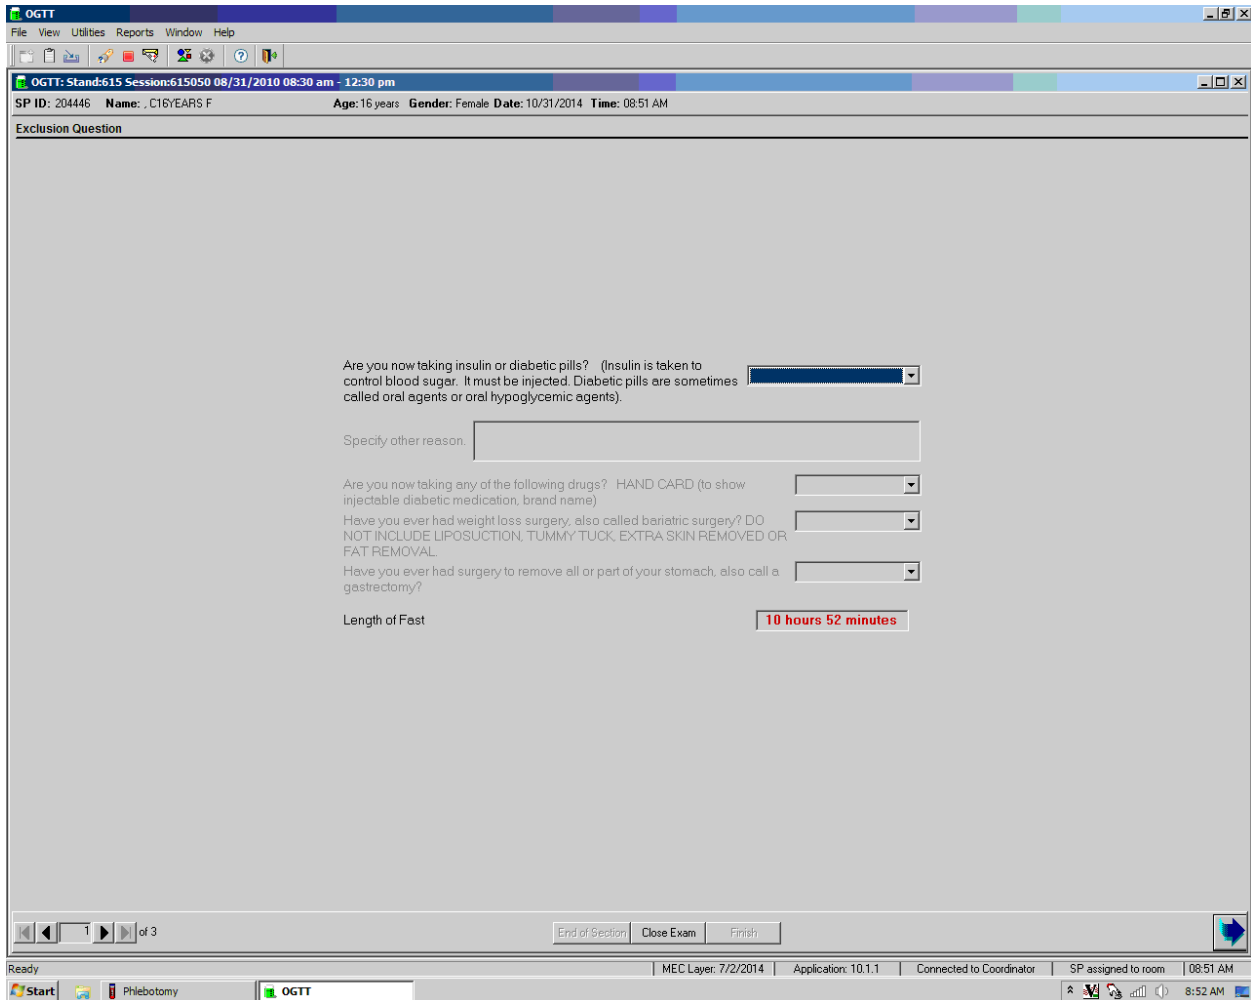 OGTT
File View Utilities Reports Window Help
OGTT: Stand:615 Session:615050 08/31/2010 08:30 am - 12:30 pm
SP ID: 204446 Name: , C16YEARS F Age: 16 years Gender: Female Date: 10/31/2014 Time: 08:51 AM
Exclusion Question
Are you now taking insulin or diabetic pills? (Insulin is taken to
control blood sugar. It must be injected. Diabetic pills are sometimes
called oral agents or oral hypoglycemic agents).
Specify other reason.
Are you now taking any of the following drugs? HAND CARD (to show
injectable diabetic medication, brand name)
Have you ever had weight loss surgery, also called bariatric surgery? DO
NOT INCLUDE LIPOSUCTION, TUMMY TUCK, EXTRA SKIN REMOVED OR
FAT REMOVAL.
Have you ever had surgery to remove all or part of your stomach, also call a
gastrectomy?
Length of Fast 10 hours 52 minutes
1 of 3 End of Section Close Exam Finish
Ready MEC Layer: 7/2/2014 Application: 10.1.1 Connected to Coordinator SP assigned to room 08:51 AM
Start Phlebotomy OGTT 8:52 AM